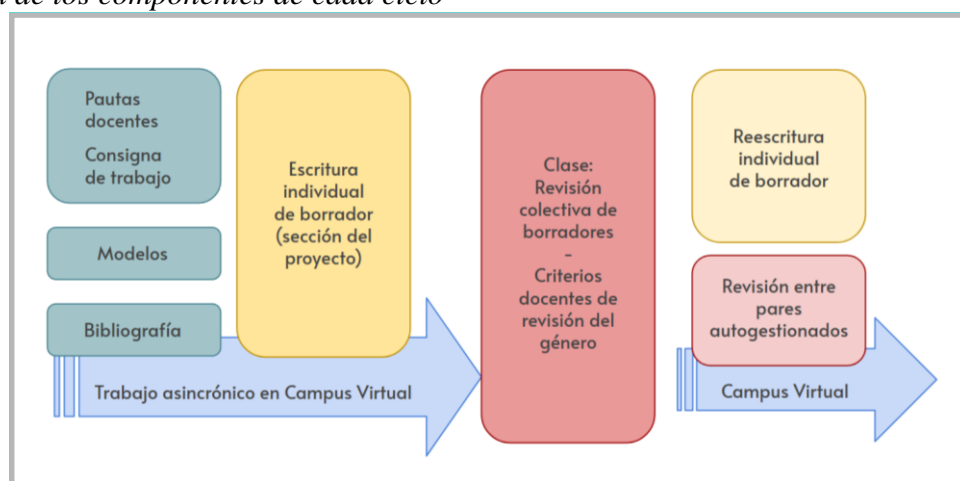 de los componentes de cada ciclo
Pautas
docentes
Consigna
de trabajo
Modelos
Bibliografía
Escritura
individual
de borrador
(sección del
proyecto)
Trabajo asincrónico en Campus Virtual
Clase:
Revisión
colectiva de
borradores
-
Criterios
docentes de
revisión del
género
Reescritura
individual
de borrador
Revisión entre
pares
autogestionados
Campus Virtual